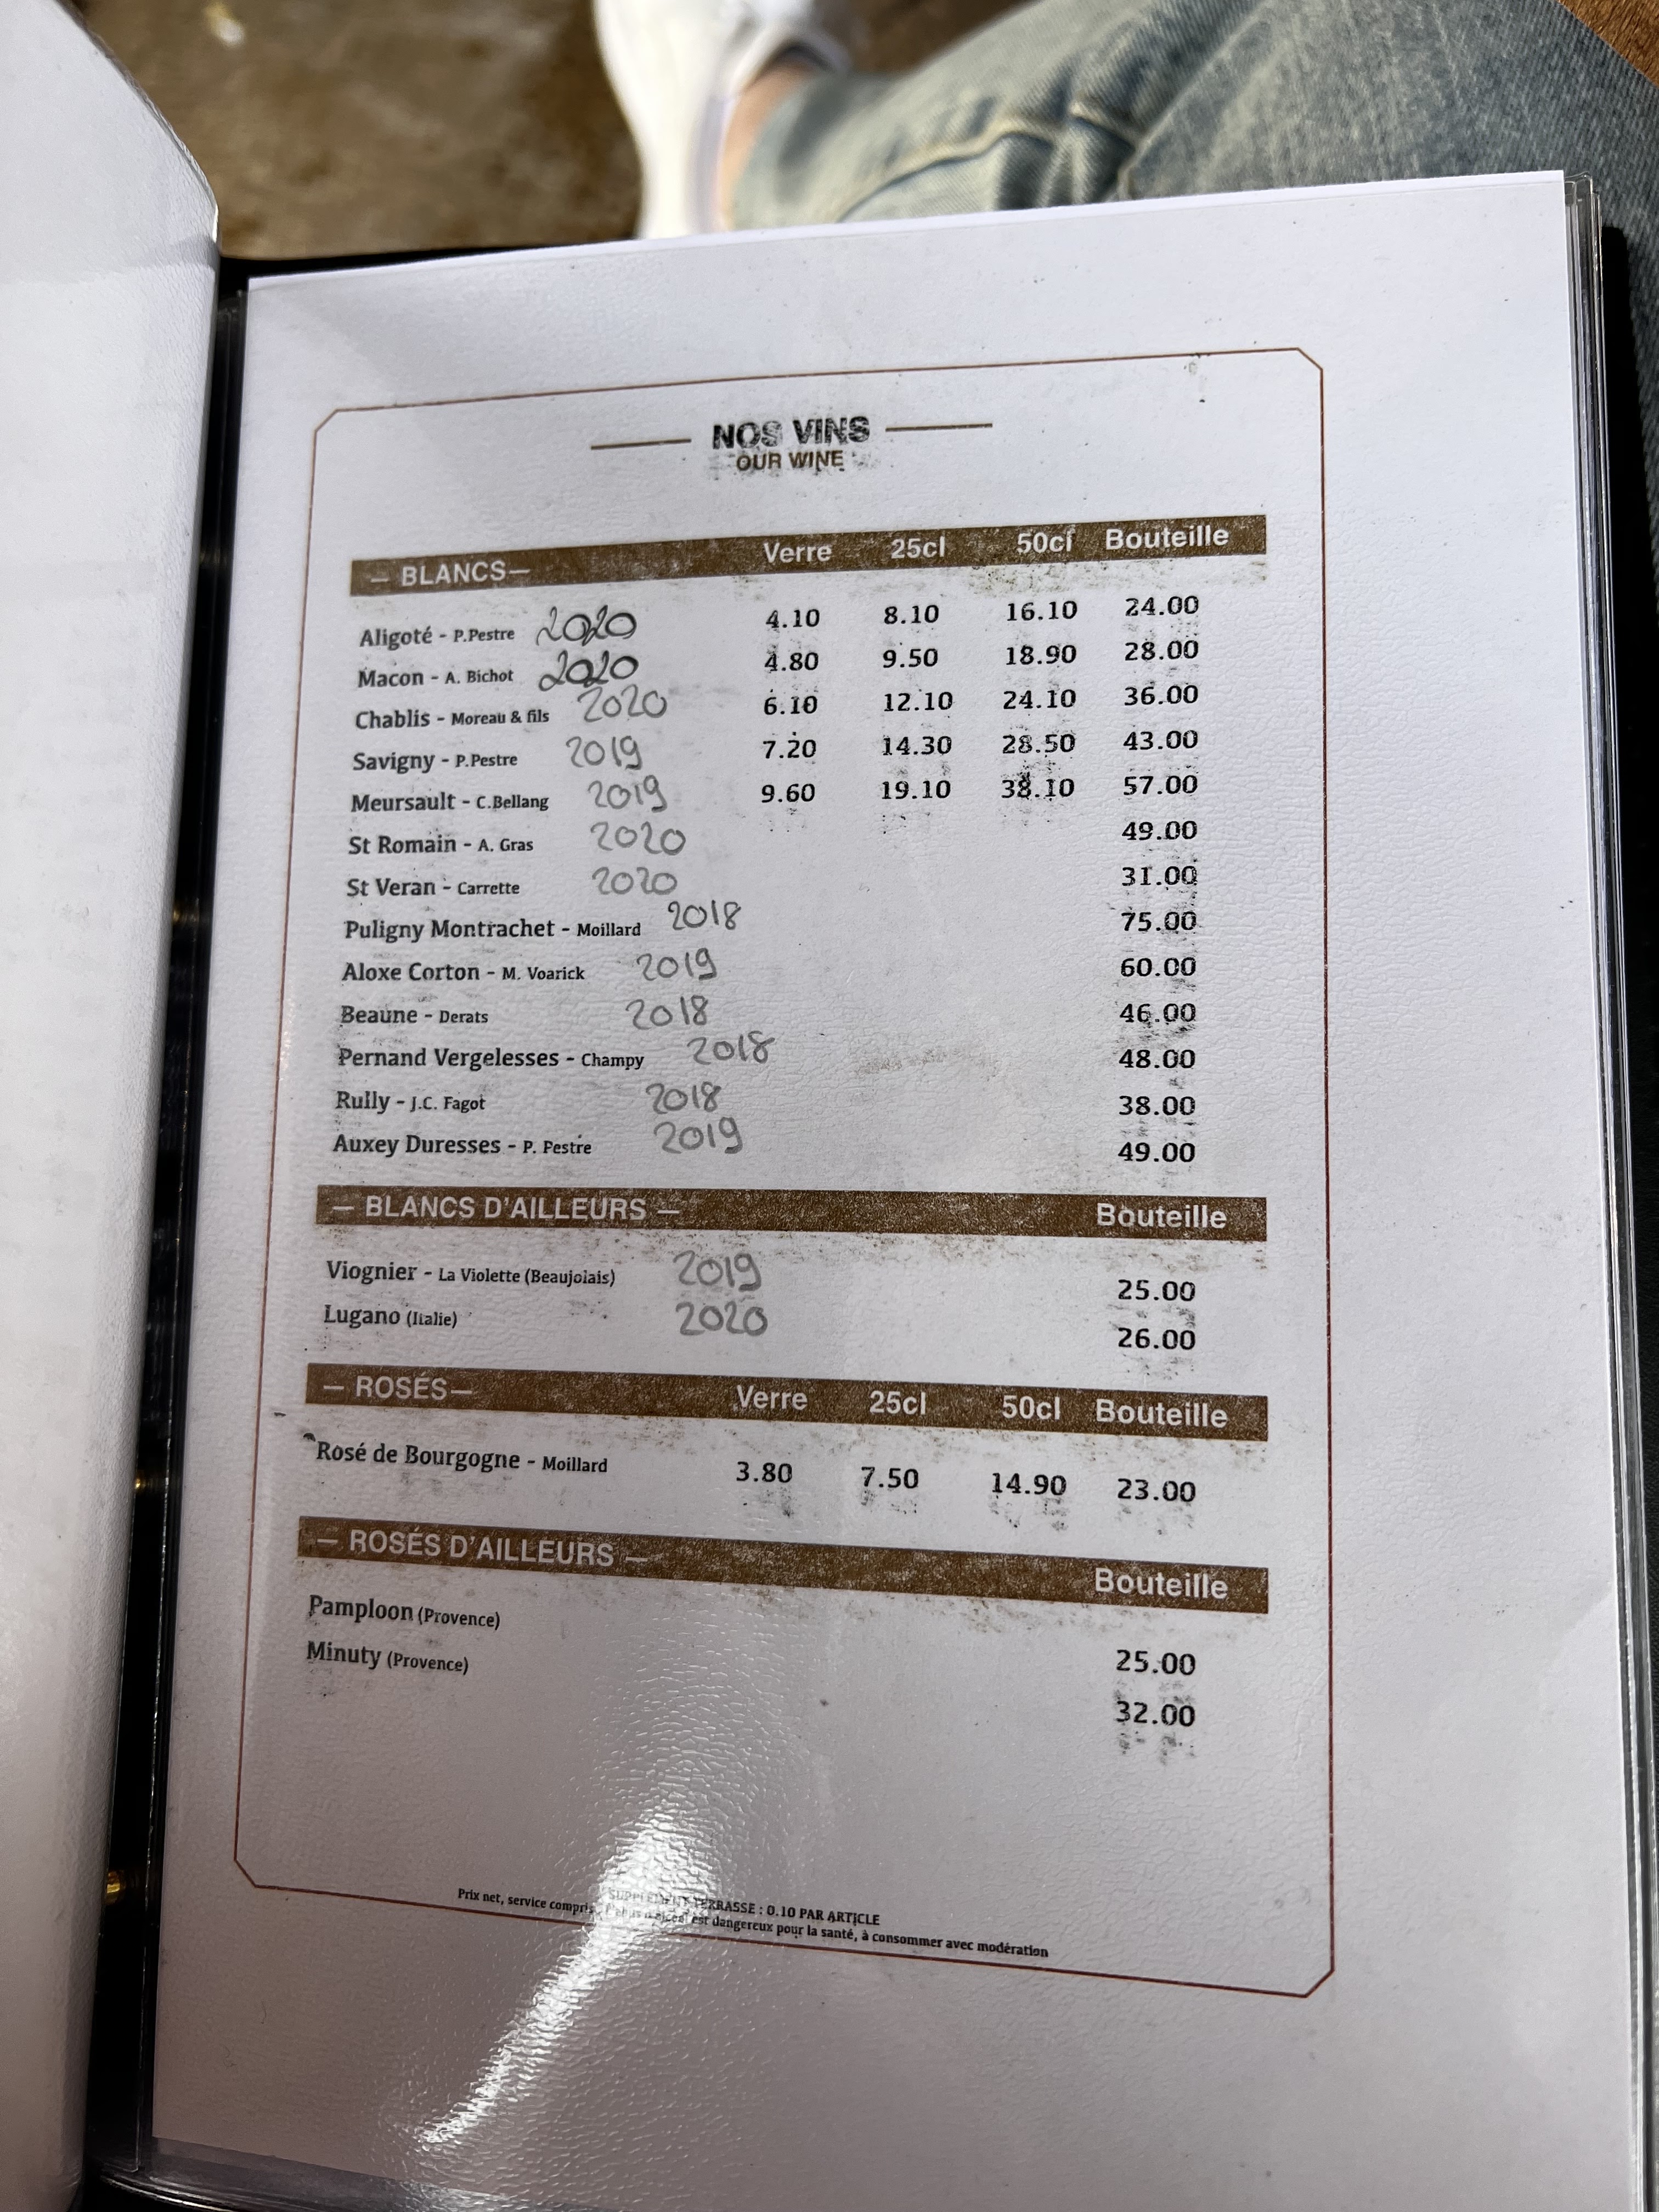 NOS VINS
OUR WINE
— BLANCS— Verre 25cl 50cl Bouteille
Aligoté - P.Pestre 2020 4.10 8.10 16.10 24.00
Macon - A. Bichot 2020 4.80 9.50 18.90 28.00
Chablis - Moreau & fils 2020 6.10 12.10 24.10 36.00
Savigny - P.Pestre 2019 7.20 14.30 28.50 43.00
Meursault - C.Bellang 2019 9.60 19.10 38.10 57.00
St Romain - A. Gras 2020 49.00
St Veran - Carrette 2020 31.00
Puligny Montrachet - Moillard 2018 75.00
Aloxe Corton - M. Voarick 2019 60.00
Beaune - Derats 2018 46.00
Pernand Vergelesses - Champy 2018 48.00
Rully - J.C. Fagot 2018 38.00
Auxey Duresses - P. Pestre 2019 49.00
— BLANCS D'AILLEURS — Bouteille
Viognier - La Violette (Beaujolais) 2019 25.00
Lugano (Italie) 2020 26.00
— ROSÉS— Verre 25cl 50cl Bouteille
Rosé de Bourgogne - Moillard 3.80 7.50 14.90 23.00
— ROSÉS D'AILLEURS — Bouteille
Pamploon (Provence) 25.00
Minuty (Provence) 32.00
SUPPLEMENT TERRASSE : 0.10 PAR ARTICLE
Prix net, service compris est dangereux pour la santé, à consommer avec modération